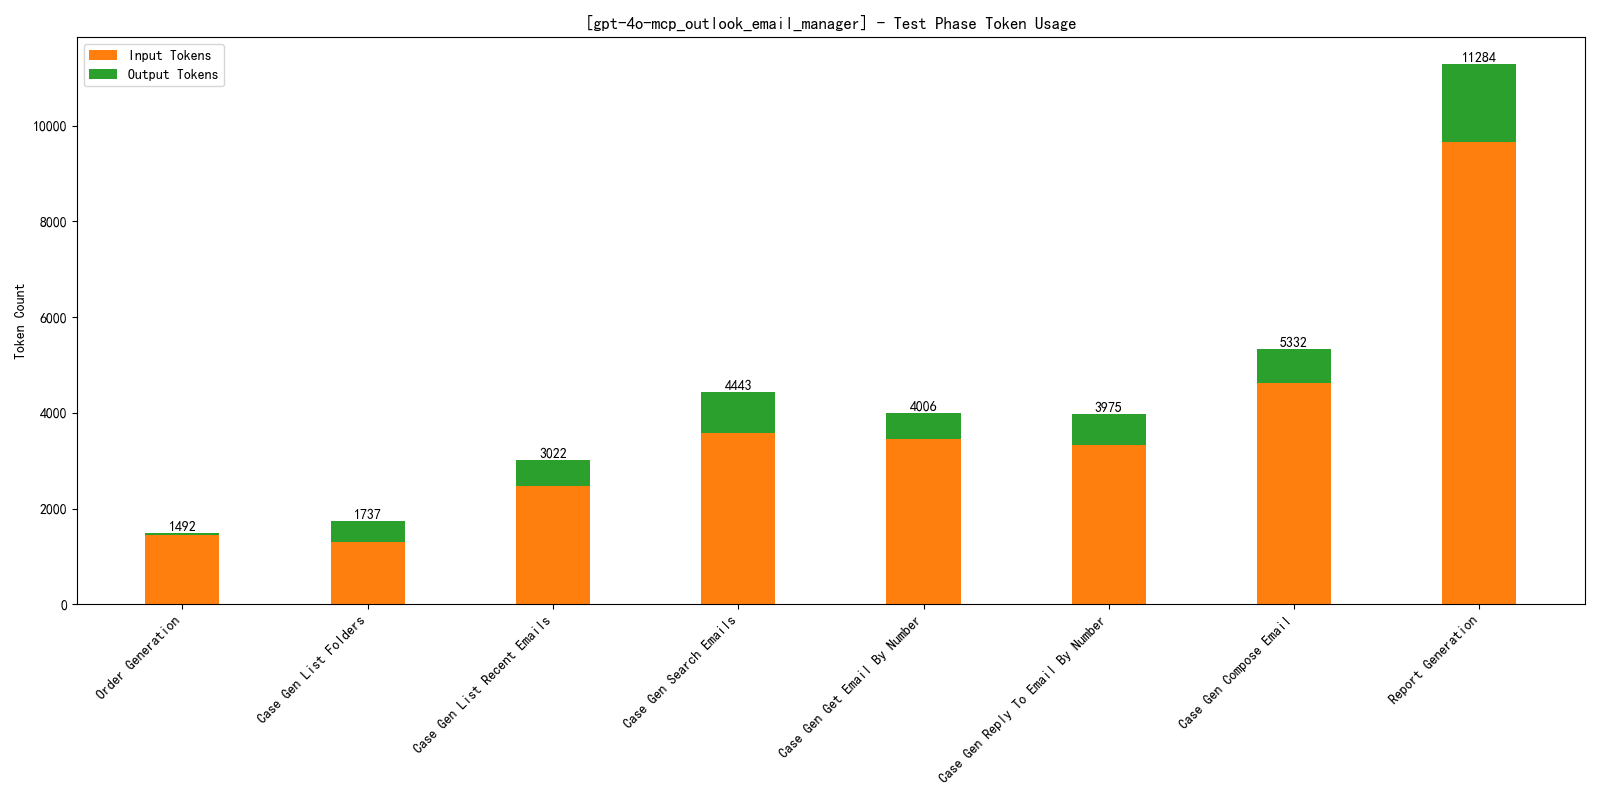 [gpt-4o-mcp_outlook_email_manager] - Test Phase Token Usage
Input Tokens
Output Tokens
Token Count
10000
8000
6000
4000
2000
0
1492
1737
3022
4443
4006
3975
5332
11284
Order Generation
Case Gen List Folders
Case Gen List Recent Emails
Case Gen Search Emails
Case Gen Get Email By Number
Case Gen Reply To Email By Number
Case Gen Compose Email
Report Generation